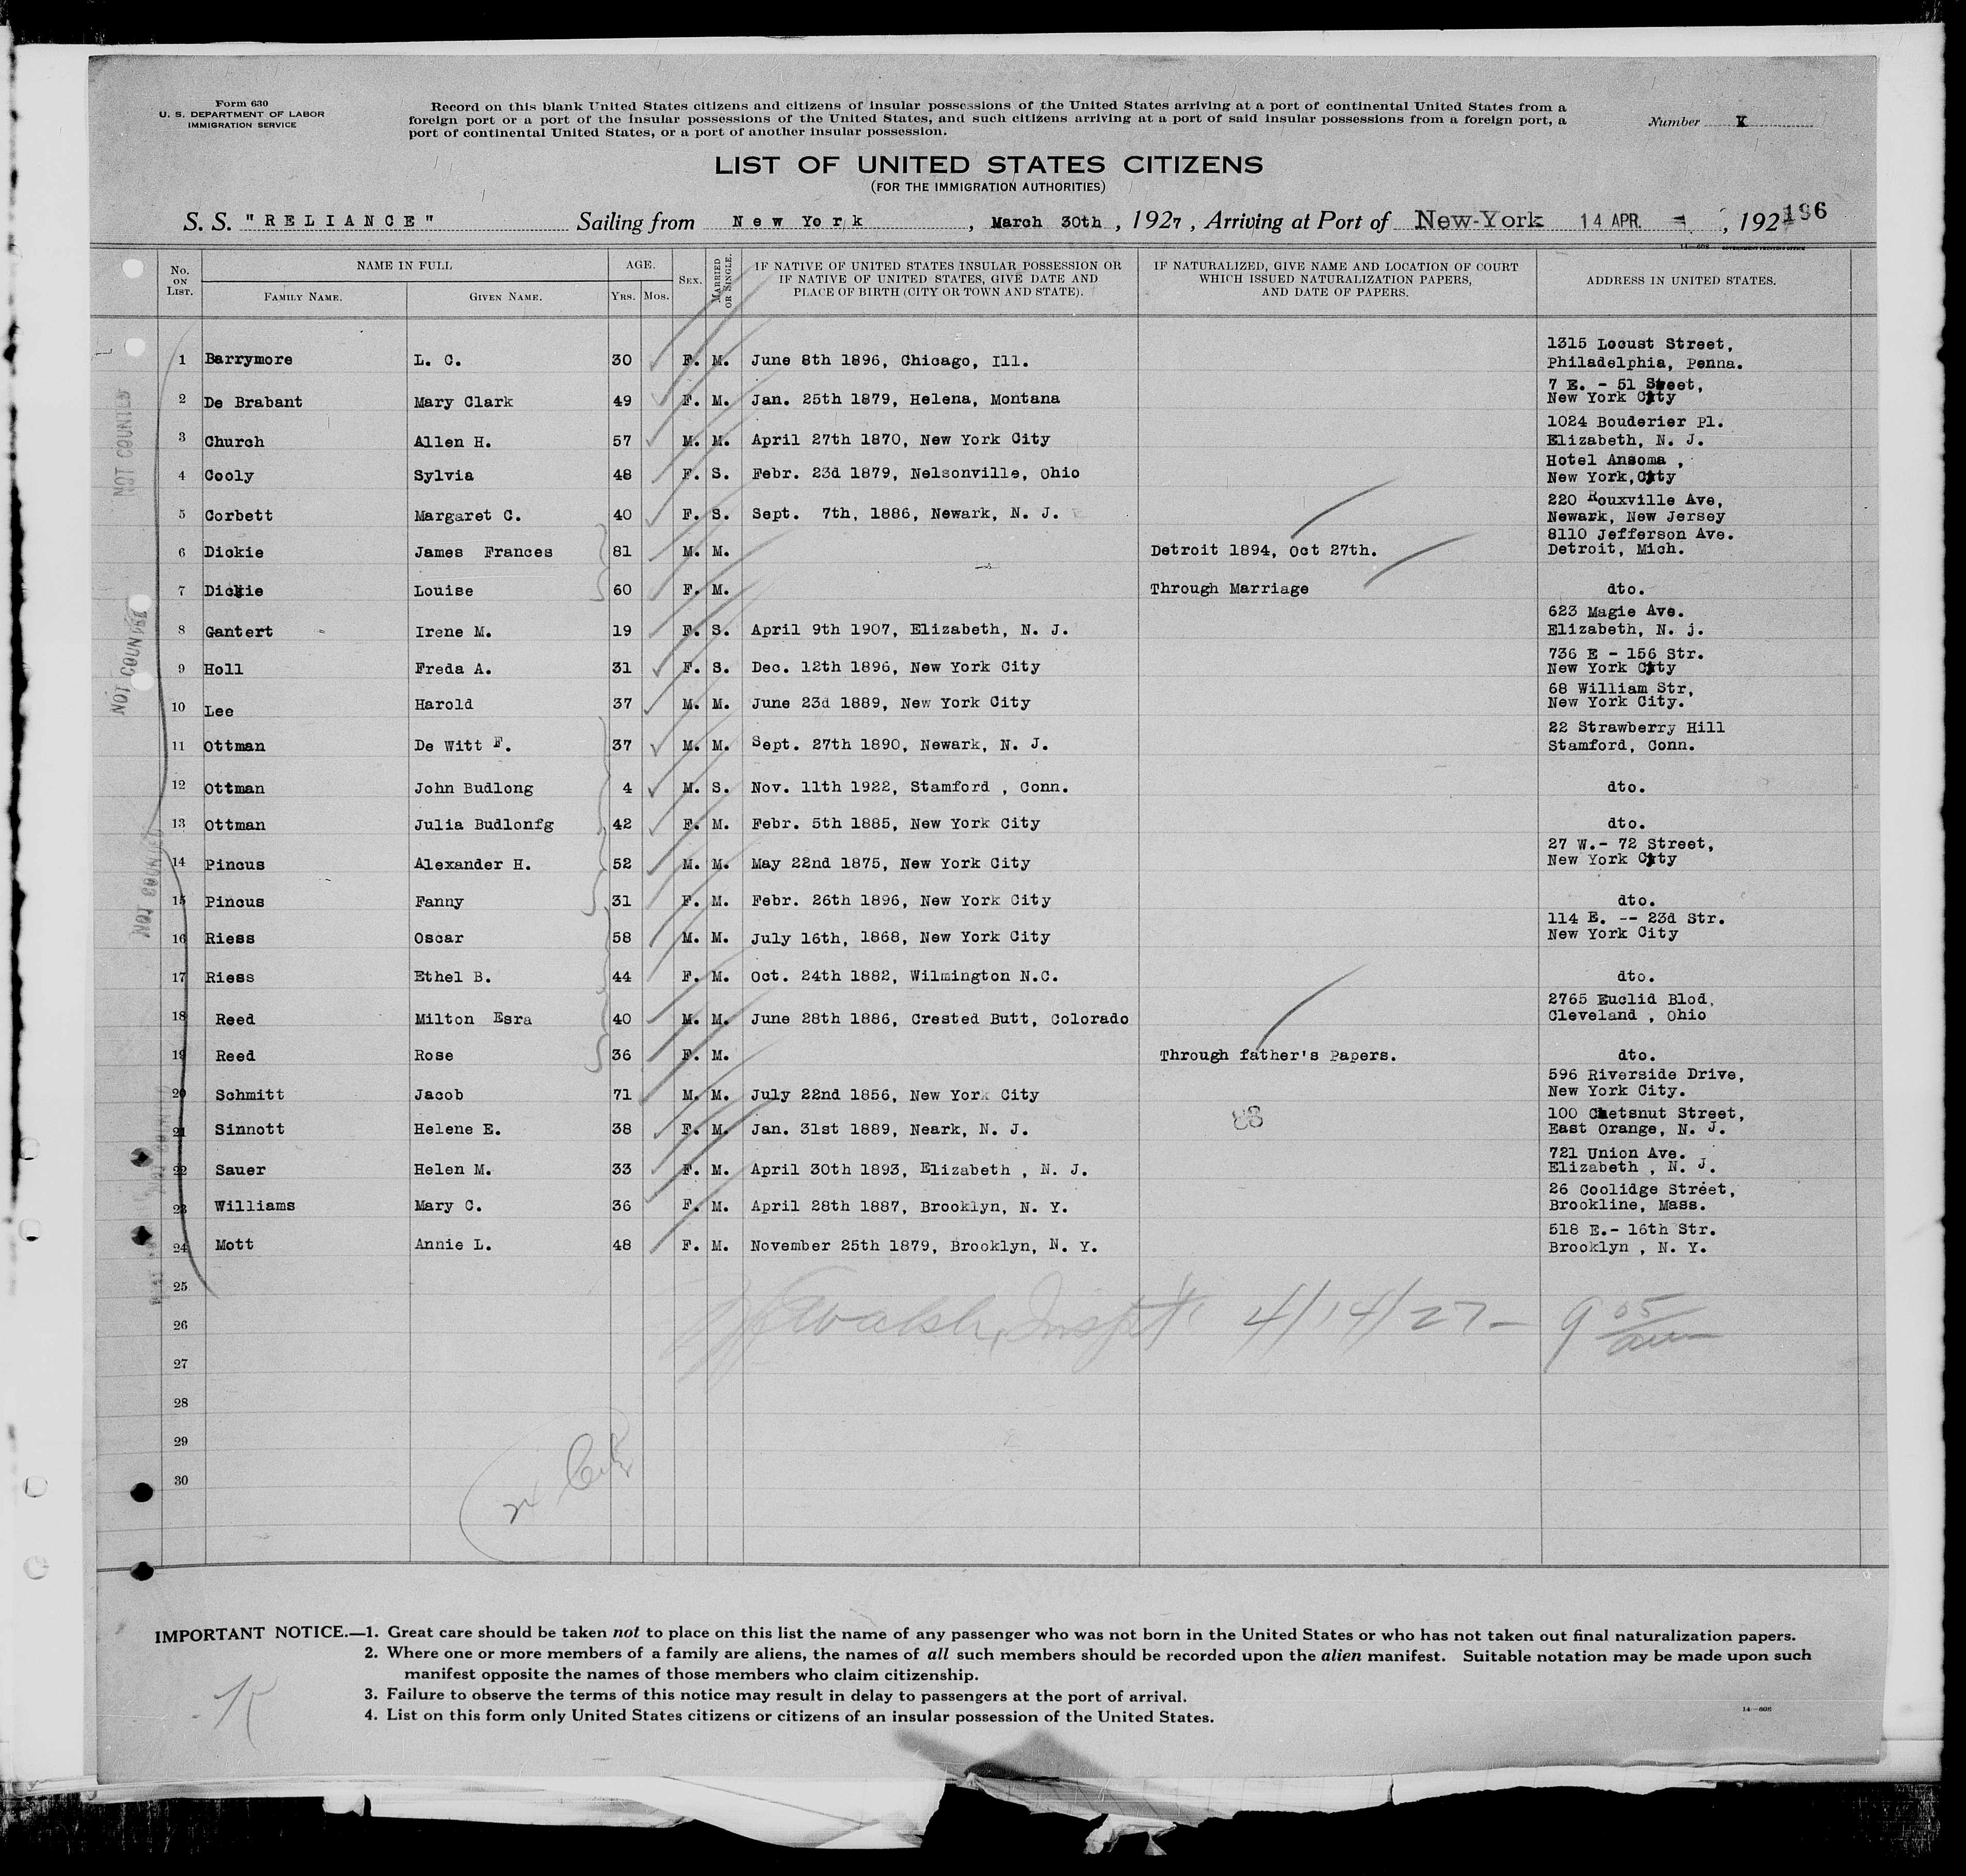 Form 630
U. S. DEPARTMENT OF LABOR
IMMIGRATION SERVICE
Record on this blank United States citizens and citizens of insular possessions of the United States arriving at a port of continental United States from a
foreign port or a port of the insular possessions of the United States, and such citizens arriving at a port of said insular possessions from a foreign port, a
port of continental United States, or a port of another insular possession.
Number X
LIST OF UNITED STATES CITIZENS
(FOR THE IMMIGRATION AUTHORITIES)
S. S. "RELIANCE" Sailing from New York, March 30th, 1927, Arriving at Port of New-York 14 APR. , 192 196
No. ON LIST. NAME IN FULL FAMILY NAME. GIVEN NAME. AGE. YRS. MOS. SEX. MARRIED OR SINGLE. IF NATIVE OF UNITED STATES INSULAR POSSESSION OR IF NATIVE OF UNITED STATES, GIVE DATE AND PLACE OF BIRTH (CITY OR TOWN AND STATE). IF NATURALIZED, GIVE NAME AND LOCATION OF COURT WHICH ISSUED NATURALIZATION PAPERS, AND DATE OF PAPERS. ADDRESS IN UNITED STATES.
1 Barrymore L. C. 30 F. M. June 8th 1896, Chicago, Ill. 1315 Locust Street, Philadelphia, Penna.
2 De Brabant Mary Clark 49 F. M. Jan. 25th 1879, Helena, Montana 7 E. - 51 Street, New York City
3 Church Allen H. 57 M. M. April 27th 1870, New York City 1024 Bouderier Pl. Elizabeth, N. J.
4 Cooly Sylvia 48 F. S. Febr. 23d 1879, Nelsonville, Ohio Hotel Ansoma , New York, City
5 Corbett Margaret C. 40 F. S. Sept. 7th, 1886, Newark, N. J. 220 Rouxville Ave, Newark, New Jersey
6 Dickie James Frances 81 M. M. Detroit 1894, Oct 27th. 8110 Jefferson Ave. Detroit, Mich.
7 Dickie Louise 60 F. M. Through Marriage dto.
8 Gantert Irene M. 19 F. S. April 9th 1907, Elizabeth, N. J. 623 Magie Ave. Elizabeth, N. j.
9 Holl Freda A. 31 F. S. Dec. 12th 1896, New York City 736 E - 156 Str. New York City
10 Lee Harold 37 M. M. June 23d 1889, New York City 68 William Str, New York City.
11 Ottman De Witt F. 37 M. M. Sept. 27th 1890, Newark, N. J. 22 Strawberry Hill Stamford, Conn.
12 Ottman John Budlong 4 M. S. Nov. 11th 1922, Stamford , Conn. dto.
13 Ottman Julia Budlonfg 42 F. M. Febr. 5th 1885, New York City dto.
14 Pincus Alexander H. 52 M. M. May 22nd 1875, New York City 27 W.- 72 Street, New York City
15 Pincus Fanny 31 F. M. Febr. 26th 1896, New York City dto.
16 Riess Oscar 58 M. M. July 16th, 1868, New York City 114 E. -- 23d Str. New York City
17 Riess Ethel B. 44 F. M. Oct. 24th 1882, Wilmington N.C. dto.
18 Reed Milton Esra 40 M. M. June 28th 1886, Crested Butt, Colorado 2765 Euclid Blod, Cleveland , Ohio
19 Reed Rose 36 F. M. Through father's Papers. dto.
20 Schmitt Jacob 71 M. M. July 22nd 1856, New York City 596 Riverside Drive, New York City.
21 Sinnott Helene E. 38 F. M. Jan. 31st 1889, Neark, N. J. 100 Chetsnut Street, East Orange, N. J.
22 Sauer Helen M. 33 F. M. April 30th 1893, Elizabeth , N. J. 721 Union Ave. Elizabeth , N. J.
23 Williams Mary C. 36 F. M. April 28th 1887, Brooklyn, N. Y. 26 Coolidge Street, Brookline, Mass.
24 Mott Annie L. 48 F. M. November 25th 1879, Brooklyn, N. Y. 518 E.- 16th Str. Brooklyn , N. Y.
25
26 Walsh, Inspt 4/14/27 - 9 05 am
27
28
29
30
NOT COUNTED
NOT COUNTED
NOT COUNTED
IMPORTANT NOTICE.—1. Great care should be taken not to place on this list the name of any passenger who was not born in the United States or who has not taken out final naturalization papers.
2. Where one or more members of a family are aliens, the names of all such members should be recorded upon the alien manifest. Suitable notation may be made upon such
manifest opposite the names of those members who claim citizenship.
3. Failure to observe the terms of this notice may result in delay to passengers at the port of arrival.
4. List on this form only United States citizens or citizens of an insular possession of the United States.
14—608